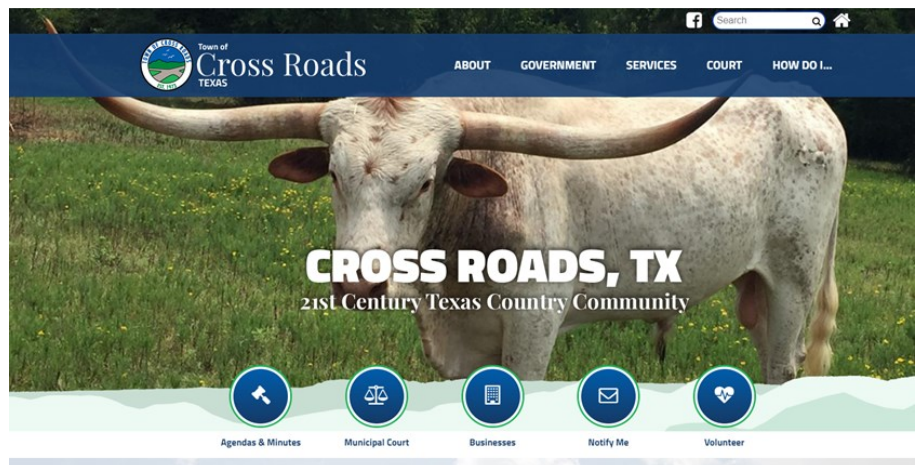 Search
Town of
Cross Roads
TEXAS
ABOUT GOVERNMENT SERVICES COURT HOW DO I...
CROSS ROADS, TX
21st Century Texas Country Community
Agendas & Minutes Municipal Court Businesses Notify Me Volunteer